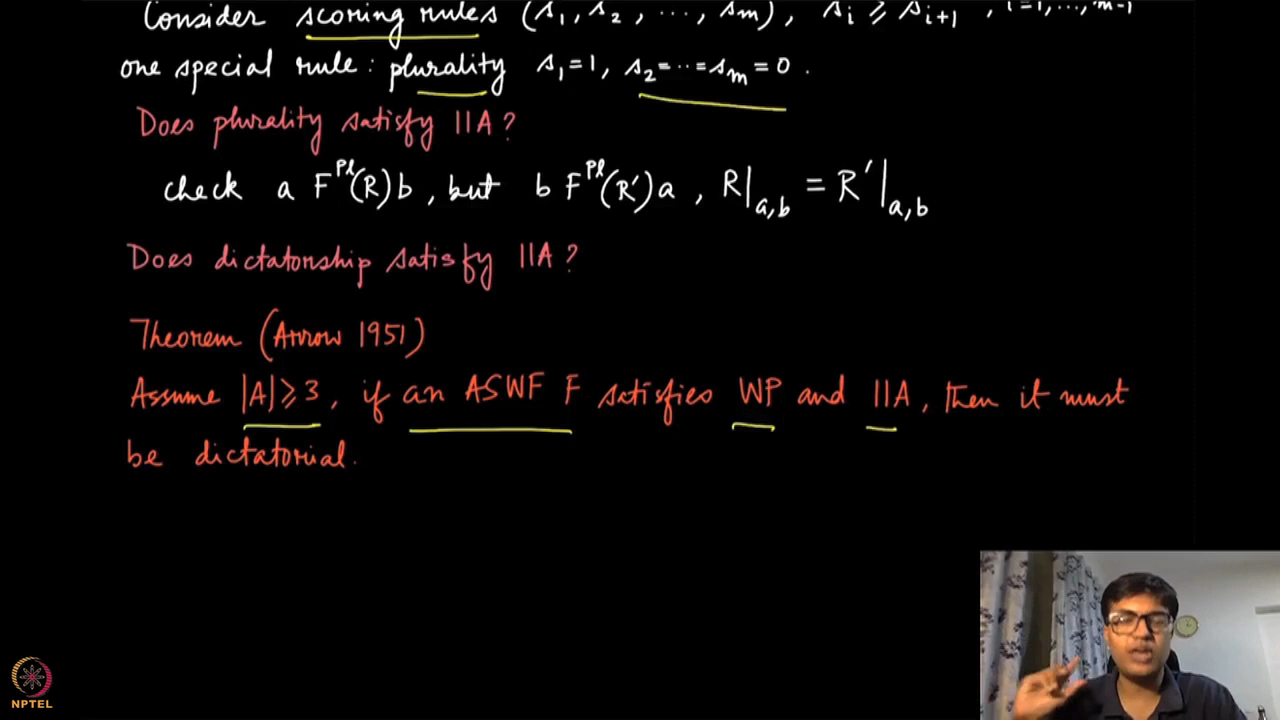 Consider scoring rules (s₁, s₂, ..., sₘ), sᵢ ≥ sᵢ₊₁, i=1,...,m-1
one special rule: plurality s₁=1, s₂=...=sₘ=0.
Does plurality satisfy IIA?
check a F^Pl(R) b, but b F^Pl(R') a, R|a,b = R'|a,b
Does dictatorship satisfy IIA?
Theorem (Arrow 1951)
Assume |A| ≥ 3, if an ASWF F satisfies WP and IIA, then it must
be dictatorial.
NPTEL